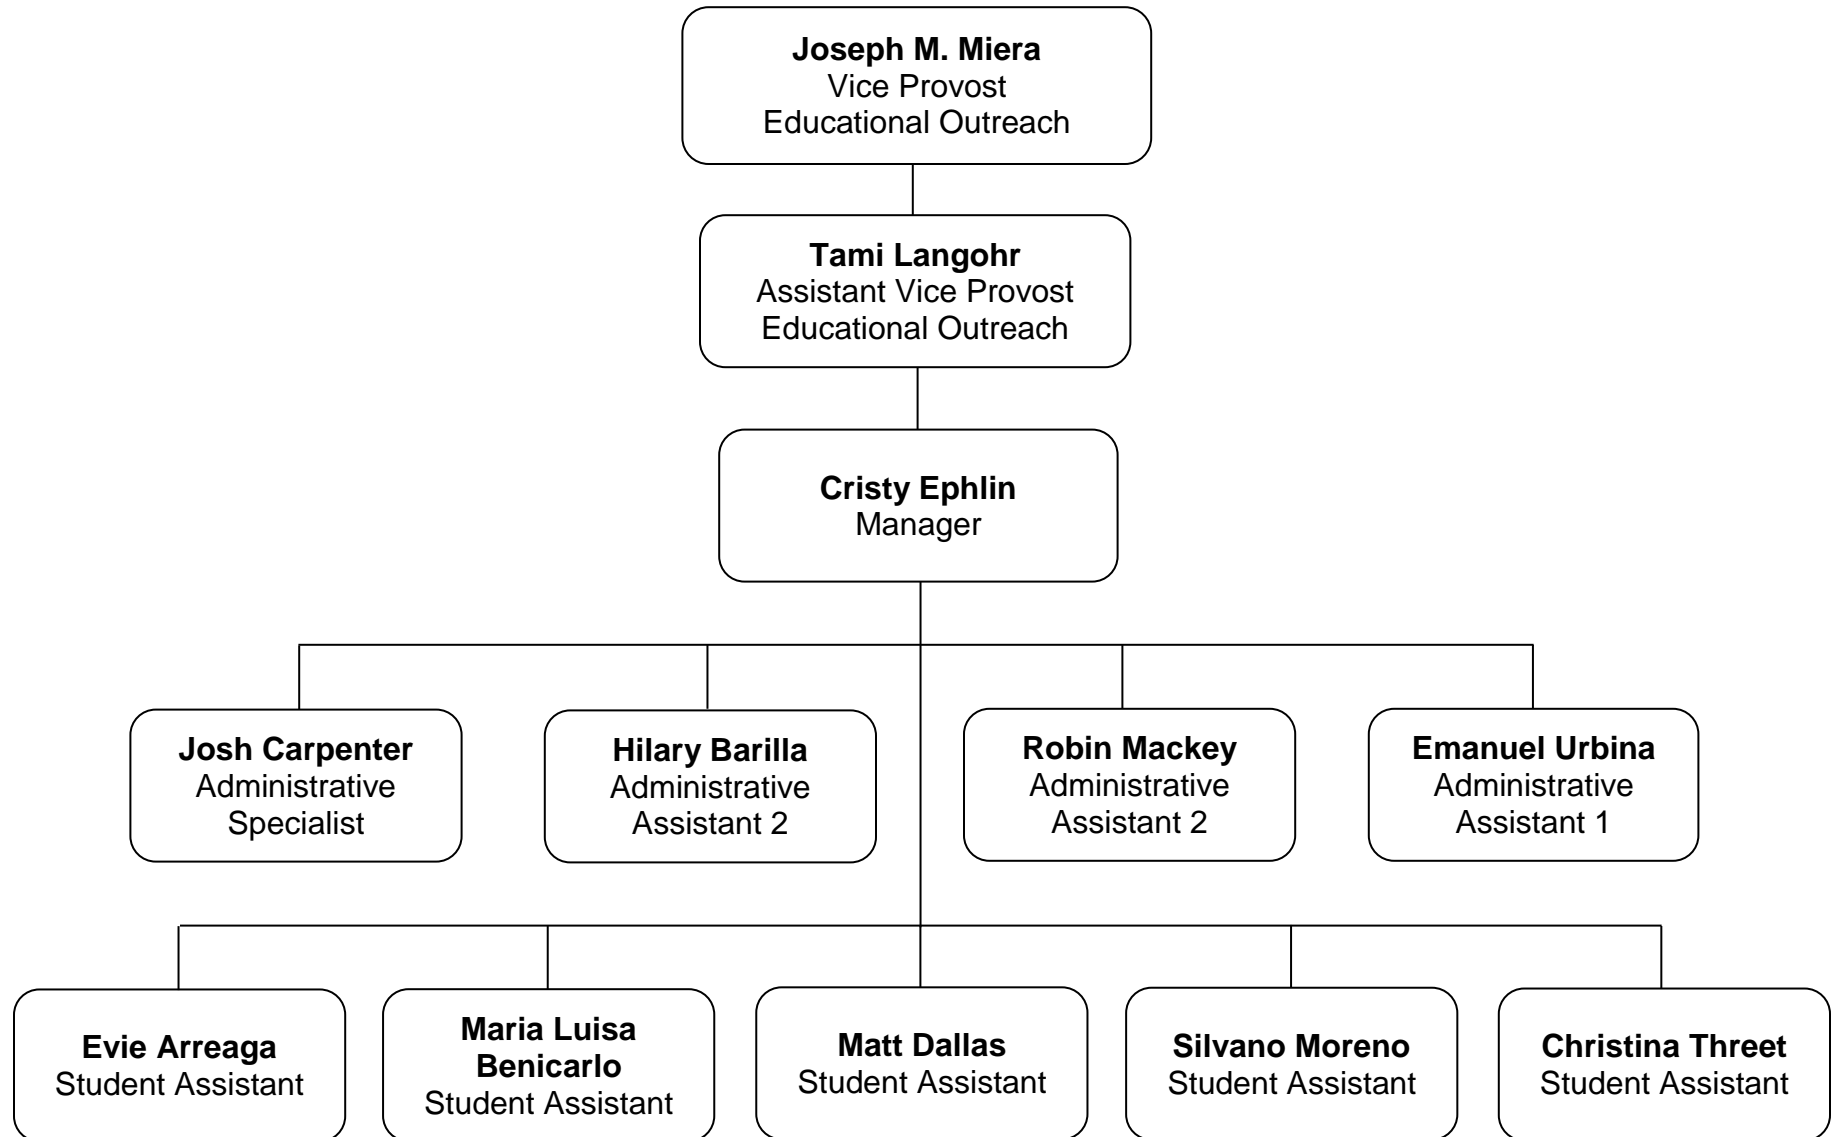 Joseph M. Miera
Vice Provost
Educational Outreach
Tami Langohr
Assistant Vice Provost
Educational Outreach
Cristy Ephlin
Manager
Josh Carpenter
Administrative
Specialist
Hilary Barilla
Administrative
Assistant 2
Robin Mackey
Administrative
Assistant 2
Emanuel Urbina
Administrative
Assistant 1
Evie Arreaga
Student Assistant
Maria Luisa
Benicarlo
Student Assistant
Matt Dallas
Student Assistant
Silvano Moreno
Student Assistant
Christina Threet
Student Assistant